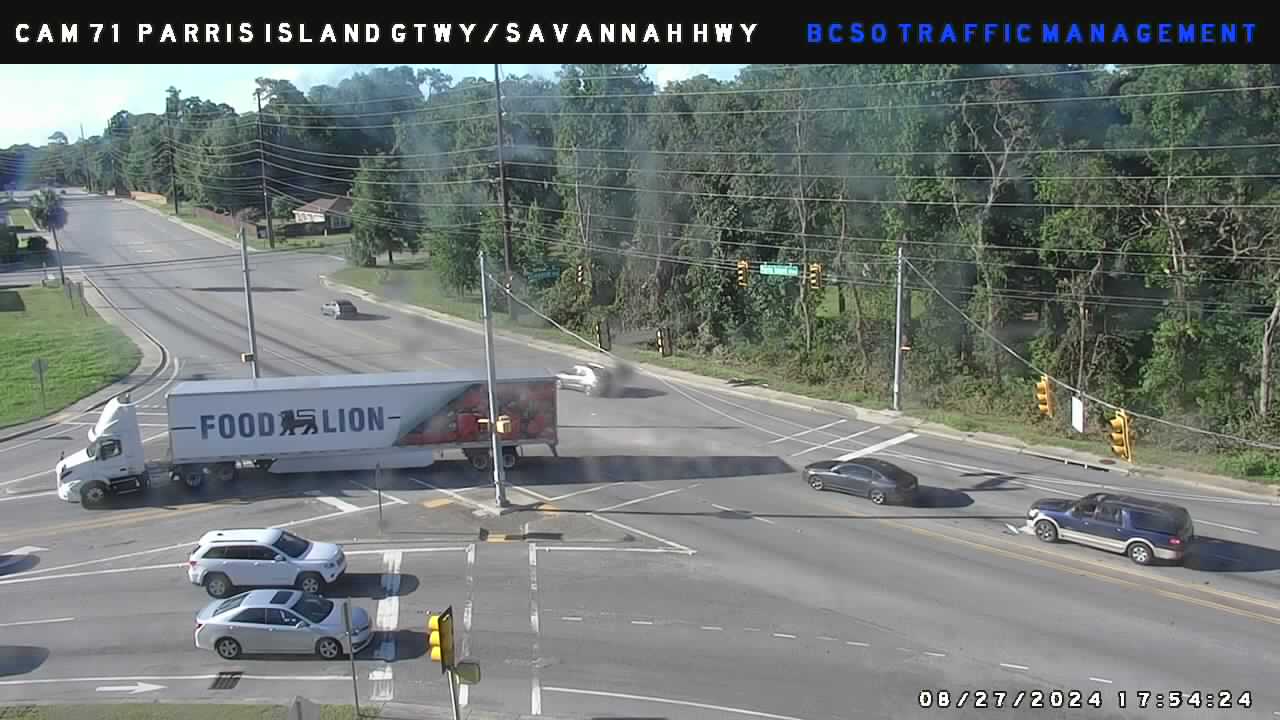 CAM 71 PARRIS ISLAND GTWY/SAVANNAH HWY
BCSO TRAFFIC MANAGEMENT
FOOD LION
08/27/2024 17:54:24